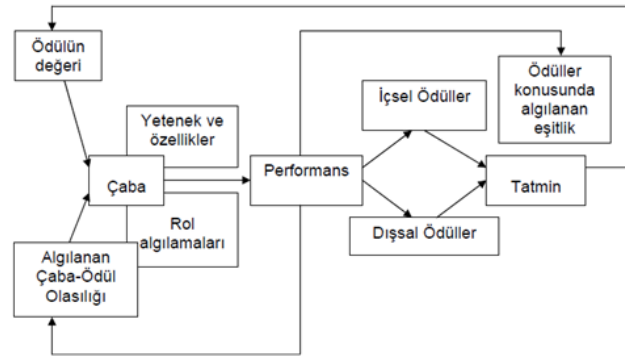 Ödülün
değeri
Yetenek ve
özellikler
Çaba
Rol
algılamaları
Algılanan
Çaba-Ödül
Olasılığı
Performans
İçsel Ödüller
Dışsal Ödüller
Ödüller
konusunda
algılanan
eşitlik
Tatmin